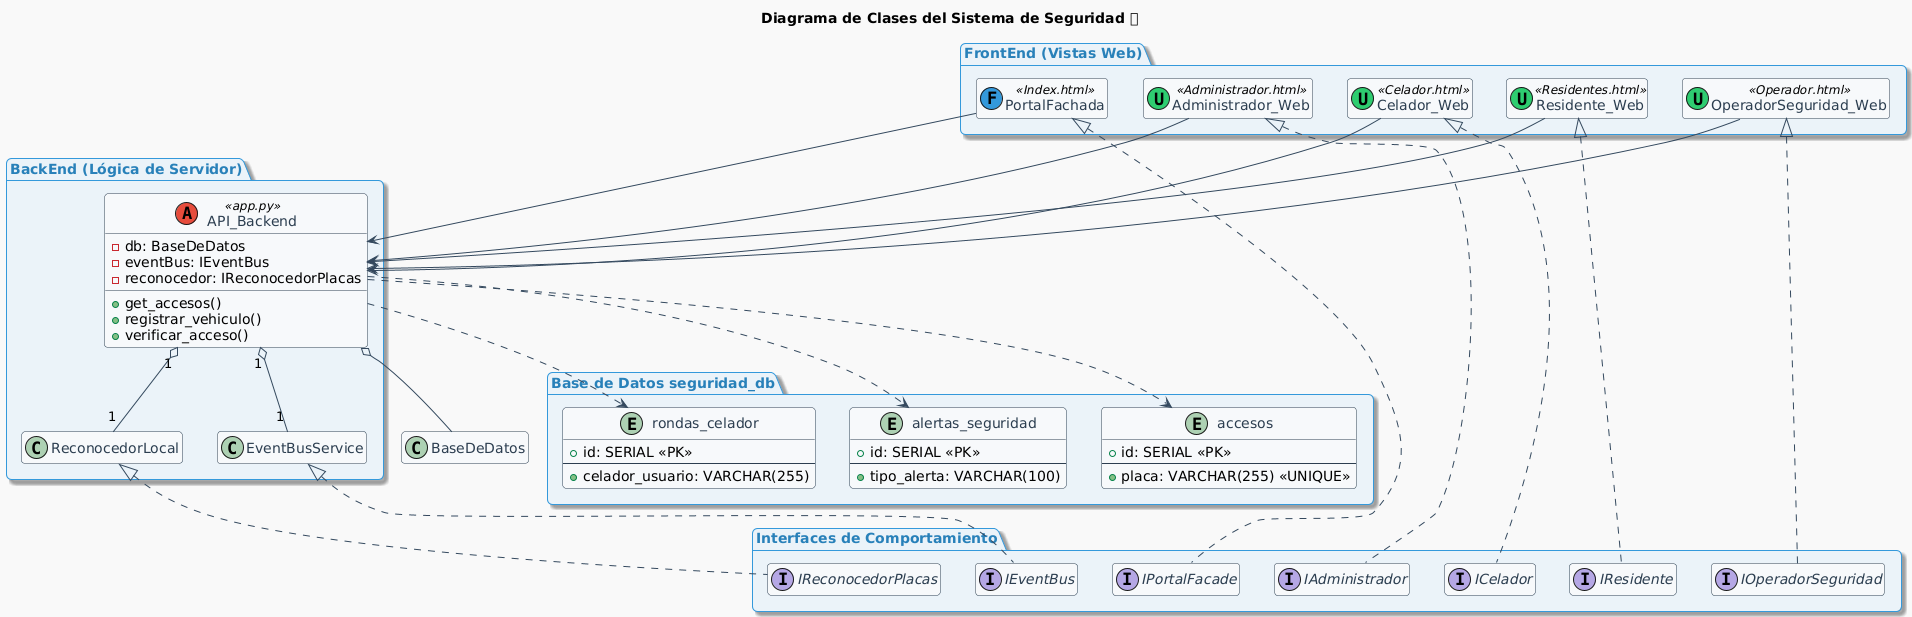 Diagrama de Clases del Sistema de Seguridad
FrontEnd (Vistas Web)
F
«Index.html»
PortalFachada
U
«Administrador.html»
Administrador_Web
U
«Celador.html»
Celador_Web
U
«Residentes.html»
Residente_Web
U
«Operador.html»
OperadorSeguridad_Web
BackEnd (Lógica de Servidor)
A
«app.py»
API_Backend
db: BaseDeDatos
eventBus: IEventBus
reconocedor: IReconocedorPlacas
get_accesos()
registrar_vehiculo()
verificar_acceso()
1
1
1
1
C ReconocedorLocal
C EventBusService
C BaseDeDatos
Base de Datos seguridad_db
E rondas_celador
id: SERIAL «PK»
celador_usuario: VARCHAR(255)
E alertas_seguridad
id: SERIAL «PK»
tipo_alerta: VARCHAR(100)
E accesos
id: SERIAL «PK»
placa: VARCHAR(255) «UNIQUE»
Interfaces de Comportamiento
I IReconocedorPlacas
I IEventBus
I IPortalFacade
I IAdministrador
I ICelador
I IResidente
I IOperadorSeguridad